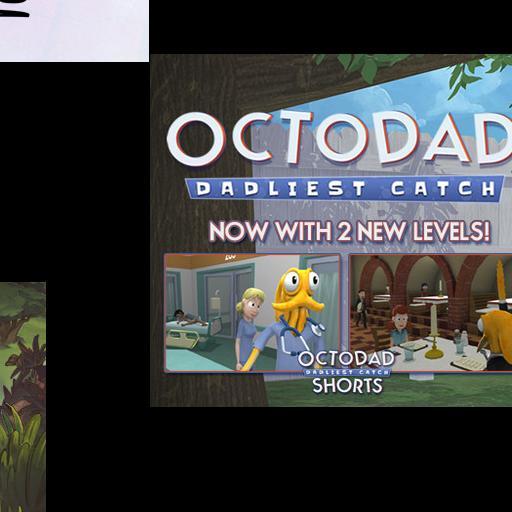 OCTODAD
DADLIEST CATCH
NOW WITH 2 NEW LEVELS!
OCTODAD
DADLIEST CATCH
SHORTS